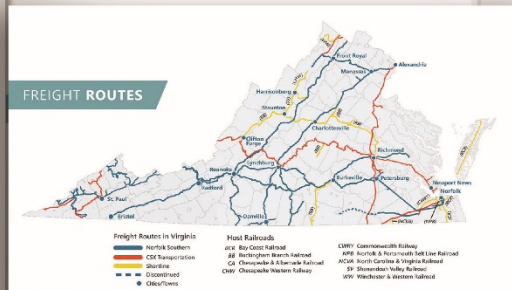 FREIGHT ROUTES
Front Royal
Manassas
Alexandria
Harrisonburg
Staunton
Charlottesville
Clifton
Forge
Richmond
Lynchburg
Roanoke
Radford
Burkeville
Petersburg
Newport News
Norfolk
St. Paul
Bristol
Danville
Freight Routes in Virginia
Norfolk Southern
CSX Transportation
Shortline
Discontinued
Cities/Towns
Host Railroads
BCR Bay Coast Railroad
BB Buckingham Branch Railroad
CA Chesapeake & Albemarle Railroad
CHW Chesapeake Western Railway
CWRY Commonwealth Railway
NPB Norfolk & Portsmouth Belt Line Railroad
NCVA North Carolina & Virginia Railroad
SV Shenandoah Valley Railroad
WW Winchester & Western Railroad